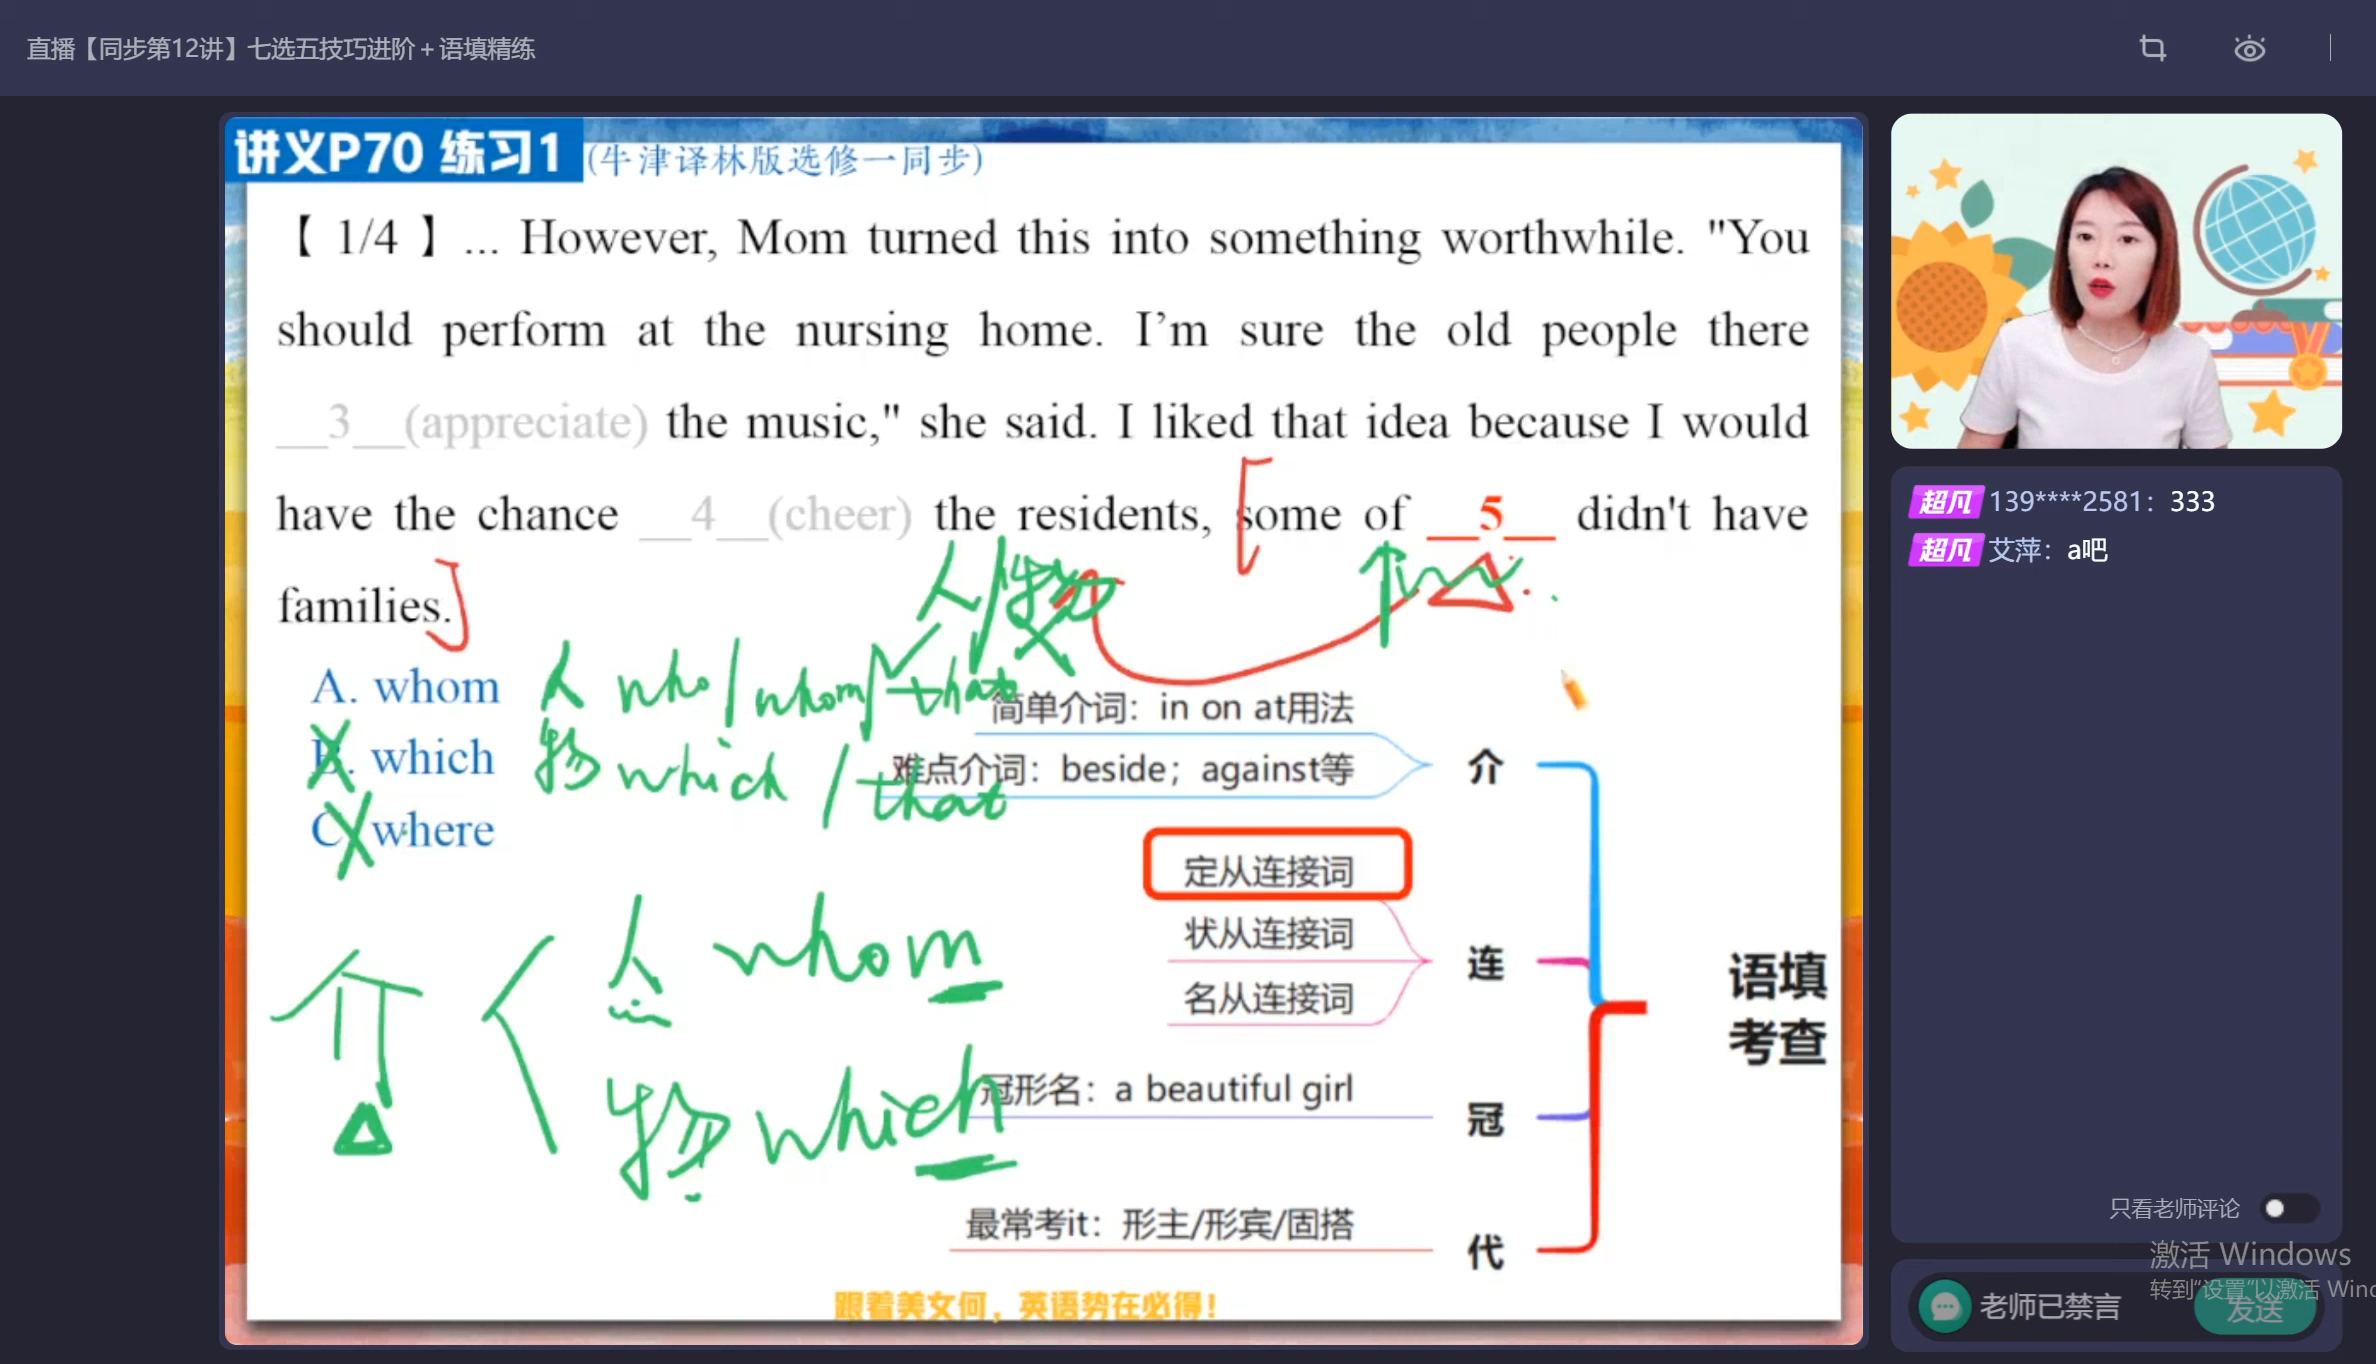 直播【同步第12讲】七选五技巧进阶＋语填精练
讲义P70 练习1 (牛津译林版选修一同步)
【 1/4 】... However, Mom turned this into something worthwhile. "You
should perform at the nursing home. I’m sure the old people there
__3__(appreciate) the music," she said. I liked that idea because I would
have the chance __4__(cheer) the residents, some of __5__ didn't have
families.
人/物
A. whom
人 who/whom/that
B. which
物 which/that
C. where
简单介词：in on at用法
难点介词：beside；against等
介
定从连接词
状从连接词
名从连接词
连
介
人 whom
物 which
冠形名：a beautiful girl
冠
最常考it：形主/形宾/固搭
代
语填
考查
跟着美女何，英语势在必得！
超凡 139****2581：333
超凡 艾萍：a吧
只看老师评论
激活 Windows
转到“设置”以激活 Winc
老师已禁言
发送